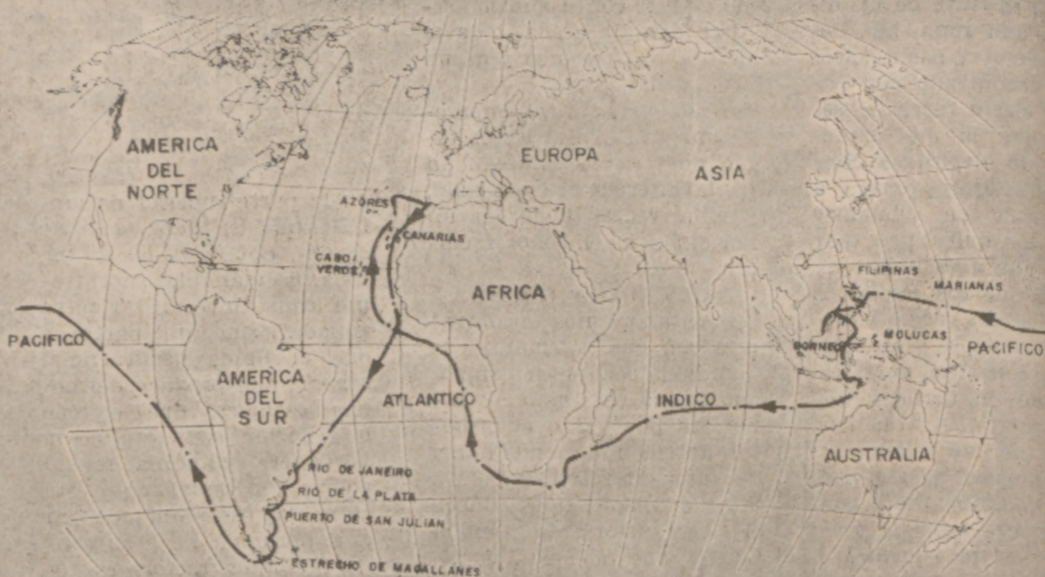 AMERICA
DEL
NORTE
EUROPA
ASIA
AZORES
CANARIAS
CABO
VERDE
AFRICA
FILIPINAS
MARIANAS
PACIFICO
BORNEO
MOLUCAS
PACIFICO
AMERICA
DEL
SUR
ATLANTICO
INDICO
AUSTRALIA
RIO DE JANEIRO
RIO DE LA PLATA
PUERTO DE SAN JULIAN
ESTRECHO DE MAGALLANES